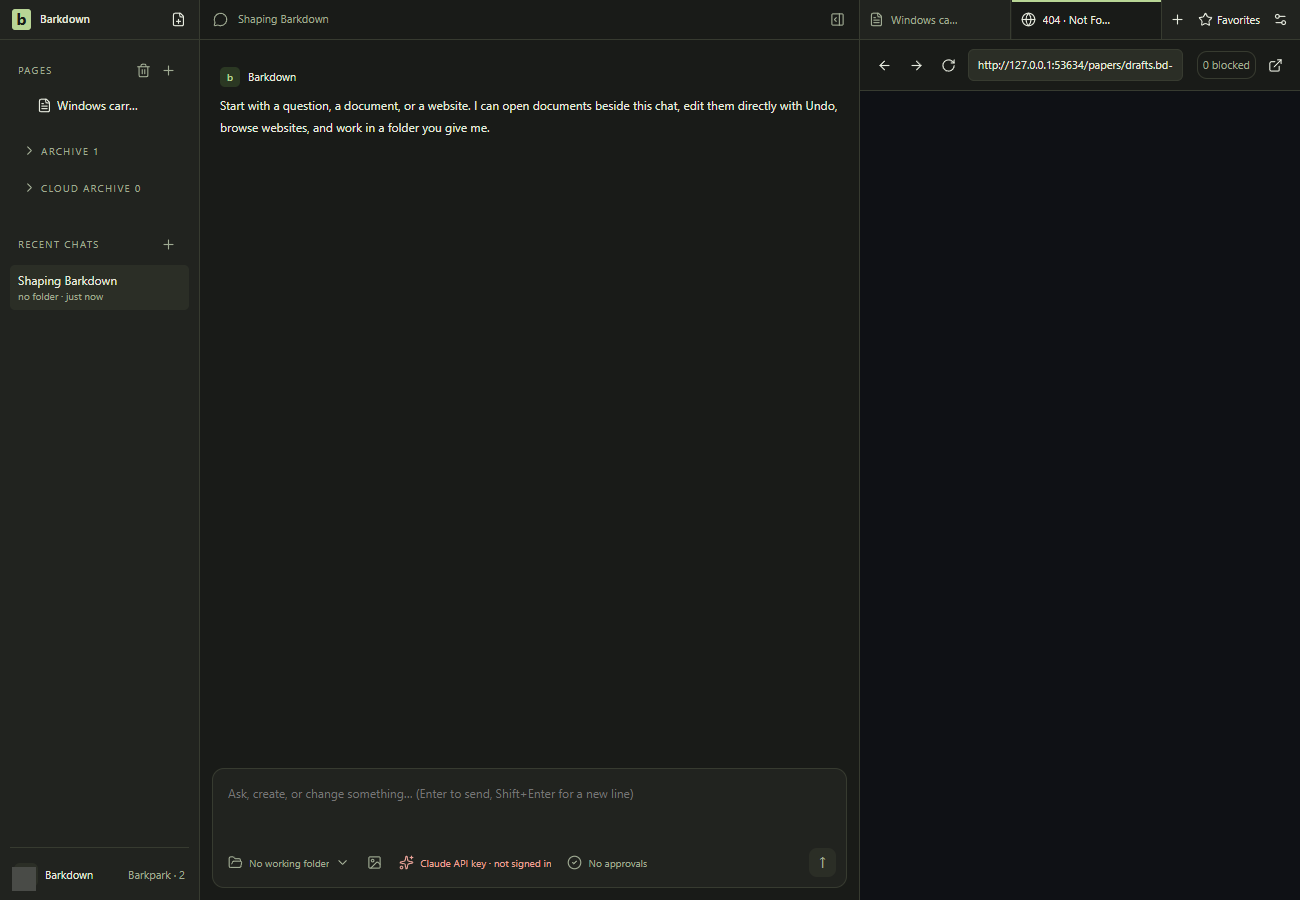 b Barkdown
PAGES
Windows carr...
ARCHIVE 1
CLOUD ARCHIVE 0
RECENT CHATS
Shaping Barkdown
no folder · just now
Barkdown Barkpark · 2
Shaping Barkdown
b Barkdown
Start with a question, a document, or a website. I can open documents beside this chat, edit them directly with Undo,
browse websites, and work in a folder you give me.
Ask, create, or change something... (Enter to send, Shift+Enter for a new line)
No working folder Claude API key · not signed in No approvals
Windows ca... 404 · Not Fo... Favorites
http://127.0.0.1:53634/papers/drafts.bd- 0 blocked